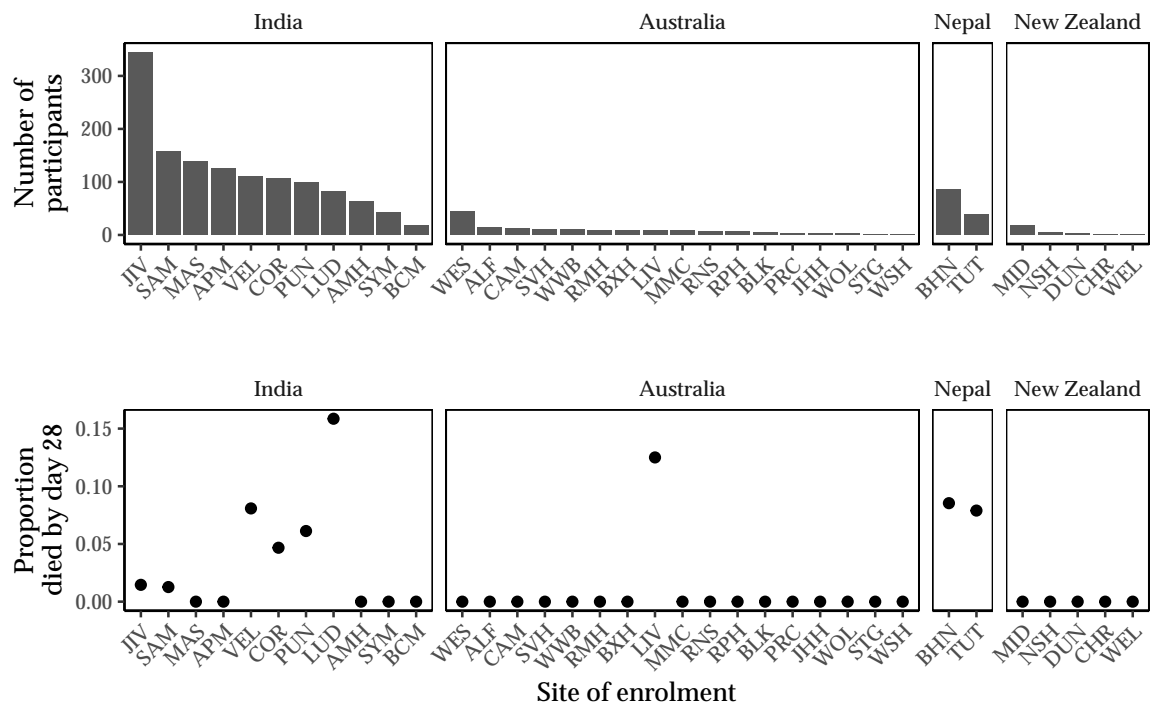 India Australia Nepal New Zealand
Number of
participants
300
200
100
0
JIV SAM MAS APM VEL COR PUN LUD AMH SYM BCM WES ALF CAM SVH WWB RMH BXH LIV MMC RNS RPH BLK PRC JHH WOL STG WSH BHN TUT MID NSH DUN CHR WEL
India Australia Nepal New Zealand
Proportion
died by day 28
0.15
0.10
0.05
0.00
JIV SAM MAS APM VEL COR PUN LUD AMH SYM BCM WES ALF CAM SVH WWB RMH BXH LIV MMC RNS RPH BLK PRC JHH WOL STG WSH BHN TUT MID NSH DUN CHR WEL
Site of enrolment